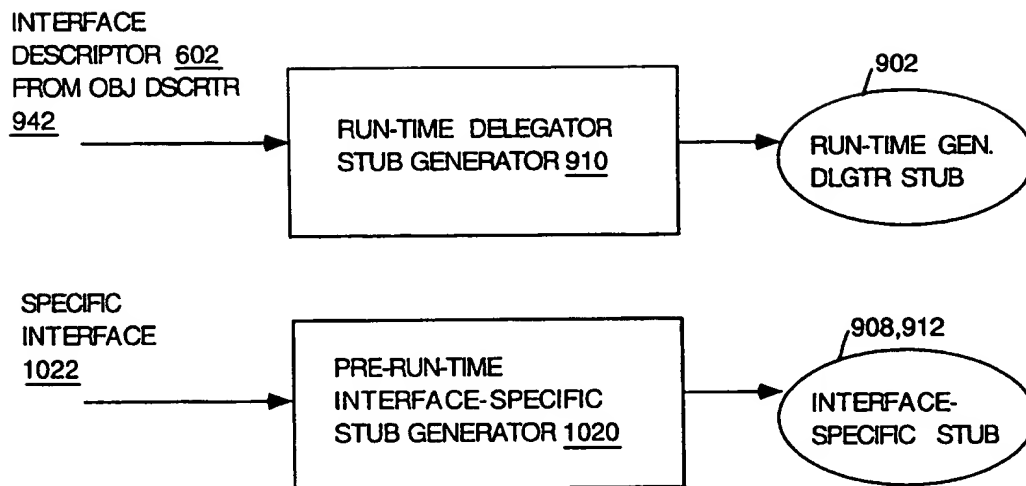 INTERFACE
DESCRIPTOR 602
FROM OBJ DSCRTR
942
RUN-TIME DELEGATOR
STUB GENERATOR 910
902
RUN-TIME GEN.
DLGTR STUB
SPECIFIC
INTERFACE
1022
PRE-RUN-TIME
INTERFACE-SPECIFIC
STUB GENERATOR 1020
908,912
INTERFACE-
SPECIFIC STUB